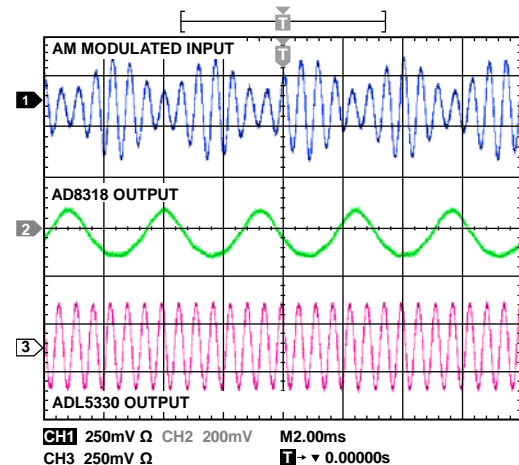 T
T
AM MODULATED INPUT
1
AD8318 OUTPUT
2
3
ADL5330 OUTPUT
CH1 250mV Ω CH2 200mV M2.00ms
CH3 250mV Ω T → ▾ 0.00000s